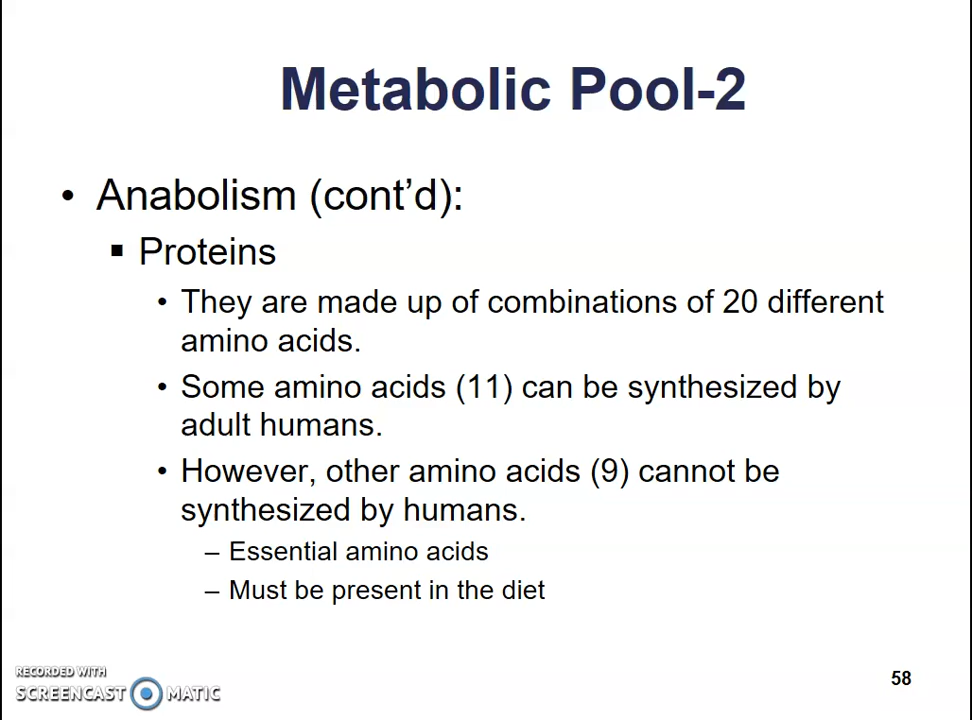 Metabolic Pool-2
• Anabolism (cont’d):
▪ Proteins
• They are made up of combinations of 20 different
amino acids.
• Some amino acids (11) can be synthesized by
adult humans.
• However, other amino acids (9) cannot be
synthesized by humans.
– Essential amino acids
– Must be present in the diet
RECORDED WITH
SCREENCAST MATIC
58